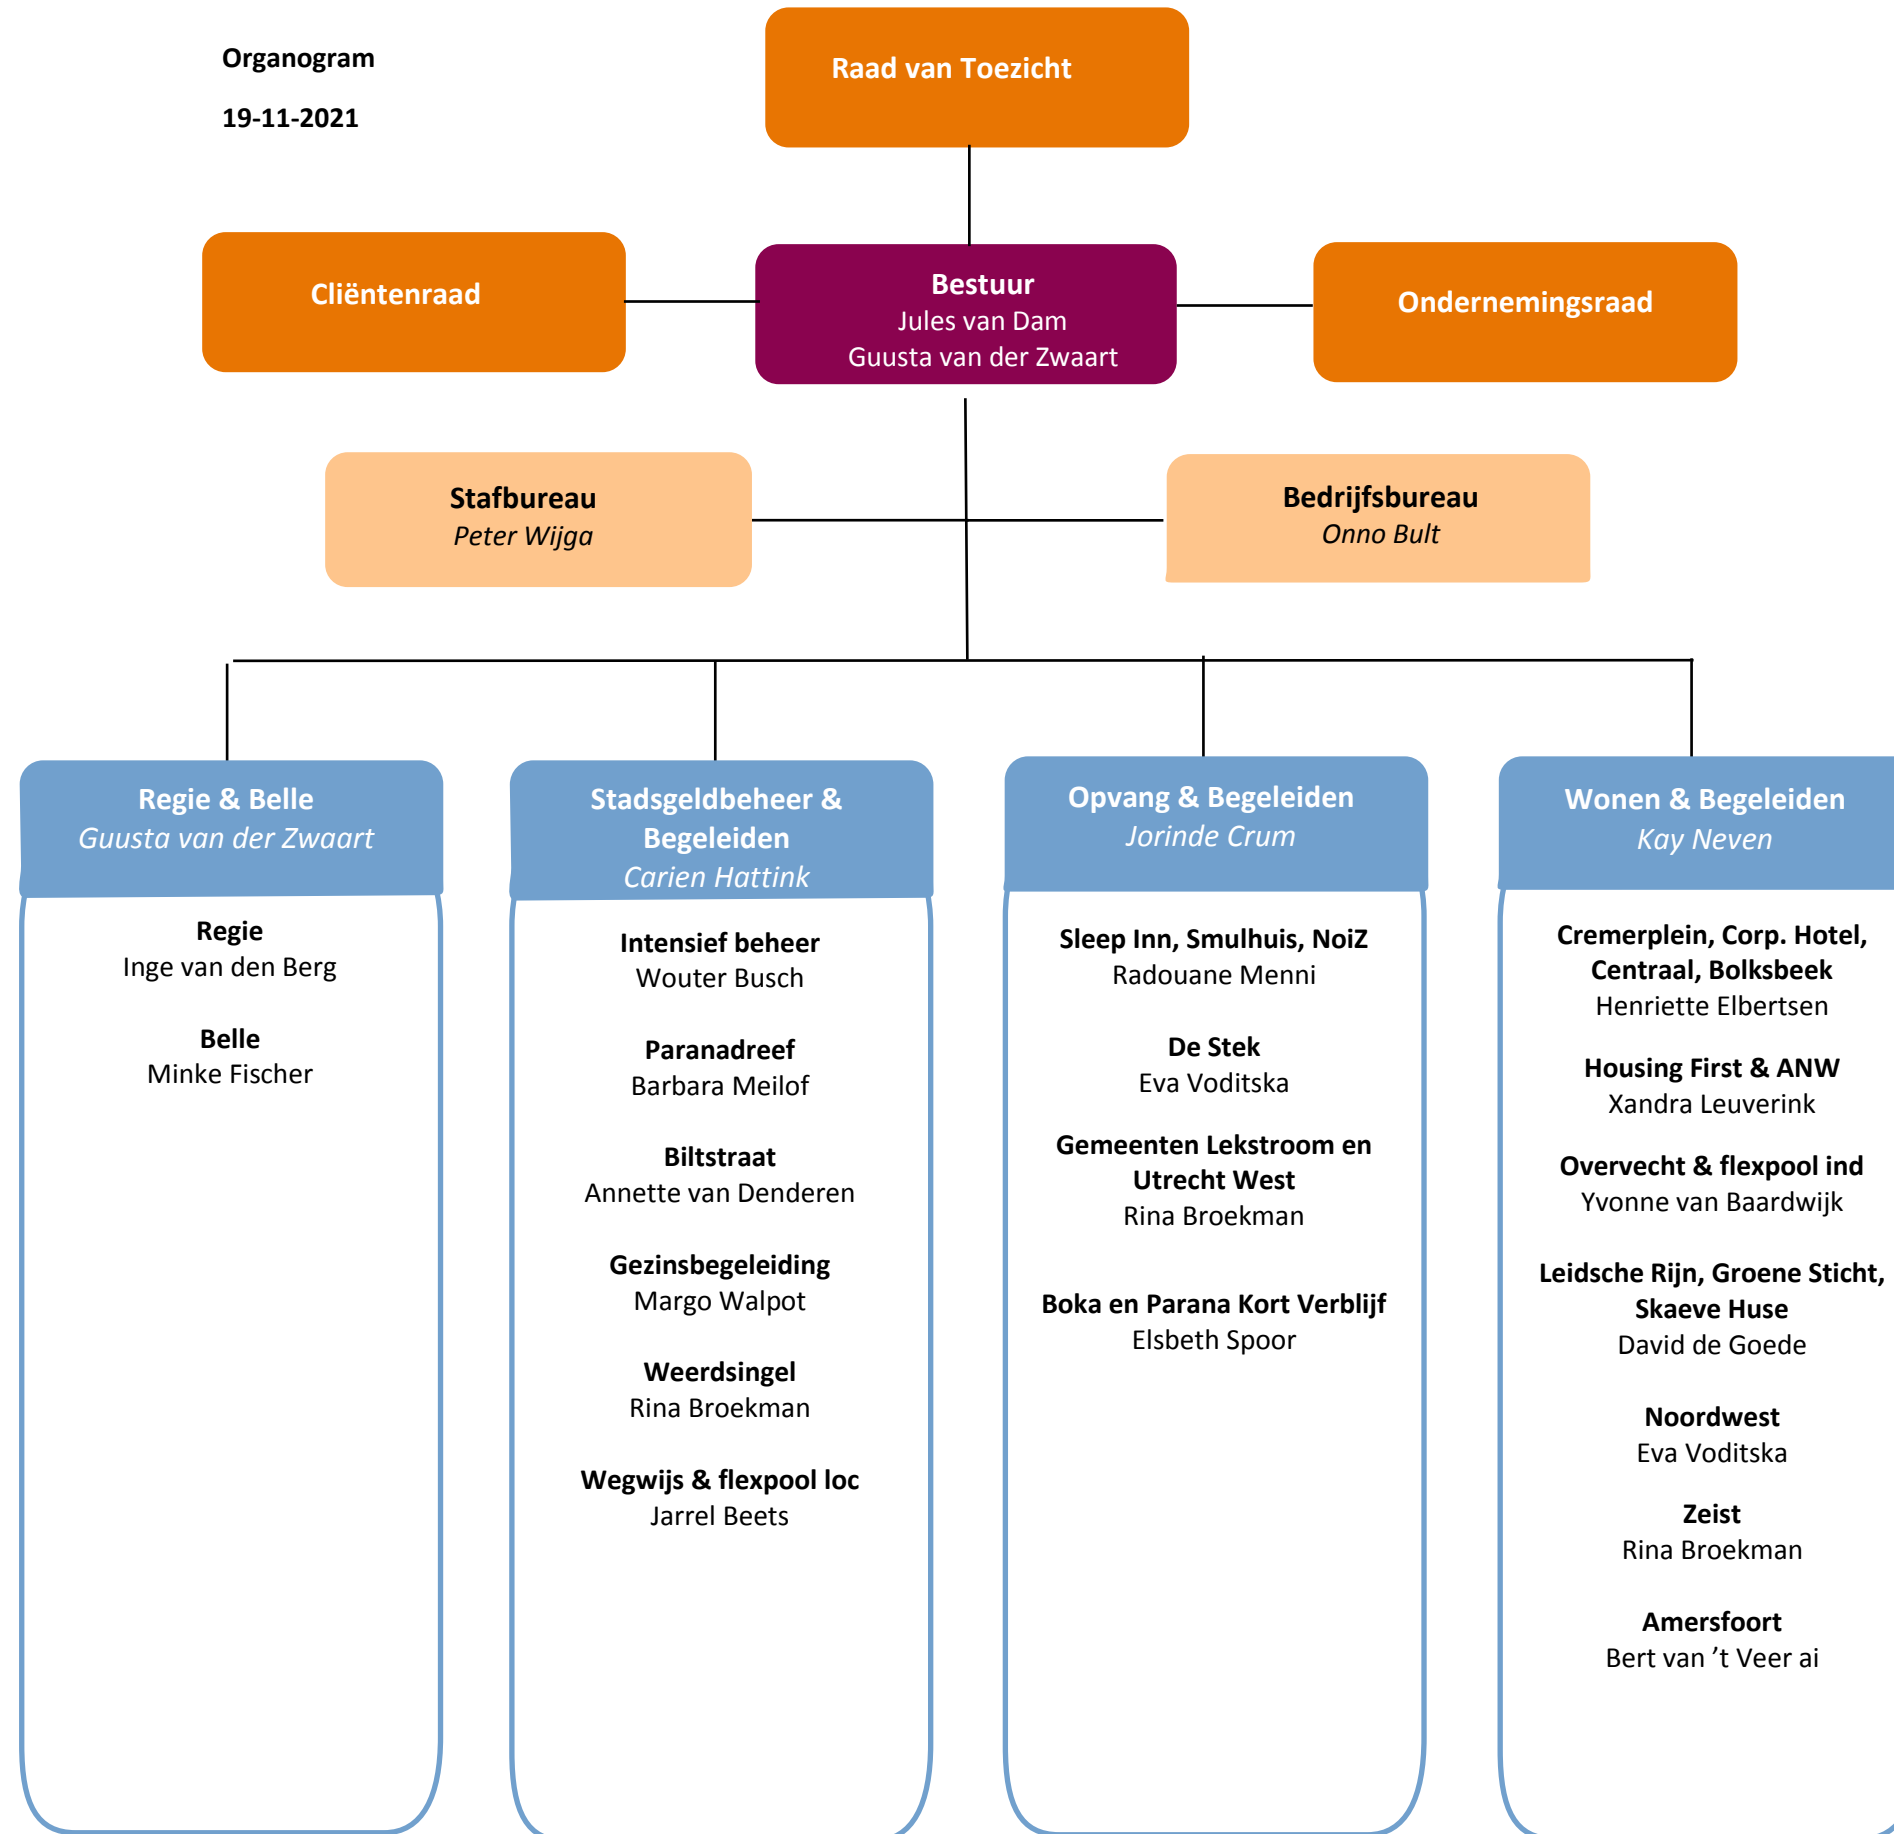 Organogram
19-11-2021
Raad van Toezicht
Cliëntenraad
Bestuur
Jules van Dam
Guusta van der Zwaart
Ondernemingsraad
Stafbureau
Peter Wijga
Bedrijfsbureau
Onno Bult
Regie & Belle
Guusta van der Zwaart
Regie
Inge van den Berg
Belle
Minke Fischer
Stadsgeldbeheer &
Begeleiden
Carien Hattink
Intensief beheer
Wouter Busch
Paranadreef
Barbara Meilof
Biltstraat
Annette van Denderen
Gezinsbegeleiding
Margo Walpot
Weerdsingel
Rina Broekman
Wegwijs & flexpool loc
Jarrel Beets
Opvang & Begeleiden
Jorinde Crum
Sleep Inn, Smulhuis, NoiZ
Radouane Menni
De Stek
Eva Voditska
Gemeenten Lekstroom en
Utrecht West
Rina Broekman
Boka en Parana Kort Verblijf
Elsbeth Spoor
Wonen & Begeleiden
Kay Neven
Cremerplein, Corp. Hotel,
Centraal, Bolksbeek
Henriette Elbertsen
Housing First & ANW
Xandra Leuverink
Overvecht & flexpool ind
Yvonne van Baardwijk
Leidsche Rijn, Groene Sticht,
Skaeve Huse
David de Goede
Noordwest
Eva Voditska
Zeist
Rina Broekman
Amersfoort
Bert van ’t Veer ai